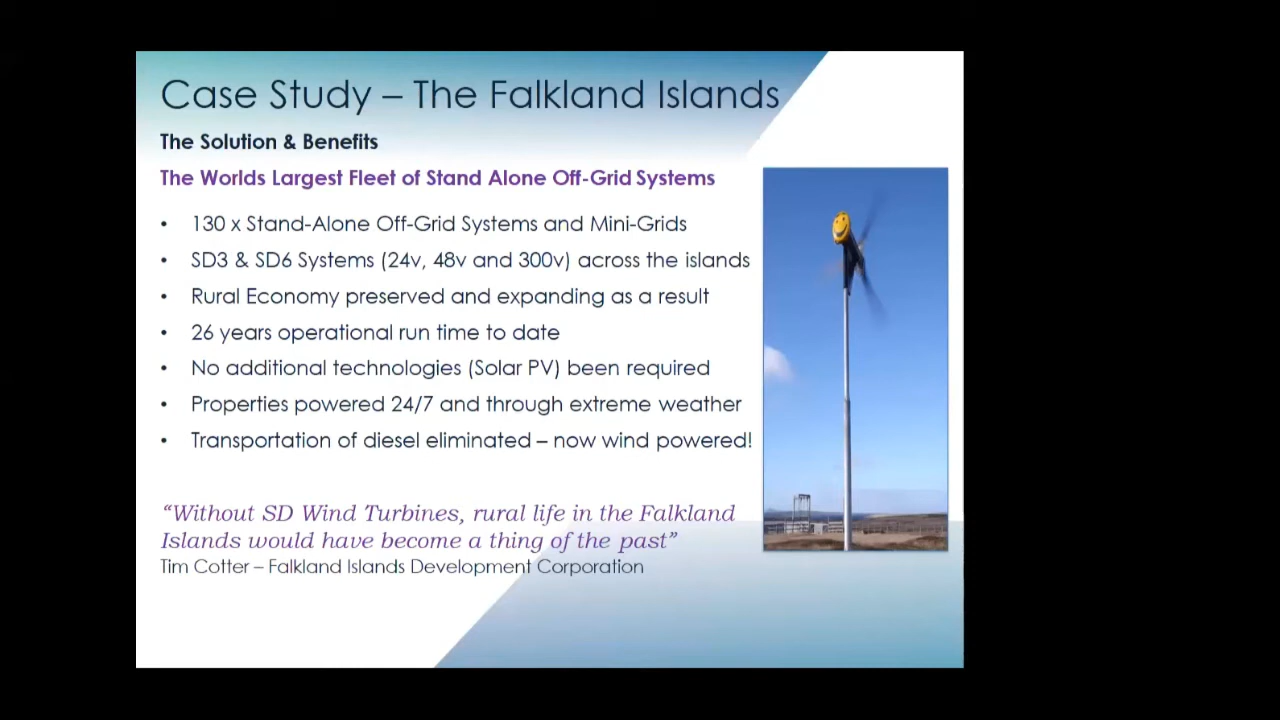 Case Study – The Falkland Islands
The Solution & Benefits
The Worlds Largest Fleet of Stand Alone Off-Grid Systems
• 130 x Stand-Alone Off-Grid Systems and Mini-Grids
• SD3 & SD6 Systems (24v, 48v and 300v) across the islands
• Rural Economy preserved and expanding as a result
• 26 years operational run time to date
• No additional technologies (Solar PV) been required
• Properties powered 24/7 and through extreme weather
• Transportation of diesel eliminated – now wind powered!
“Without SD Wind Turbines, rural life in the Falkland
Islands would have become a thing of the past”
Tim Cotter – Falkland Islands Development Corporation